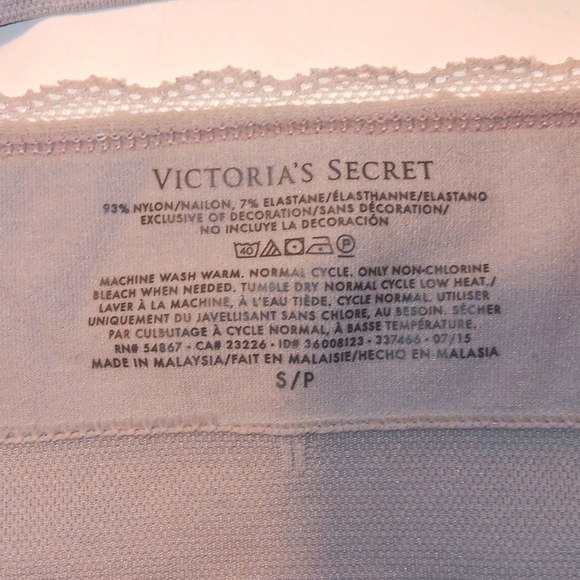 VICTORIA'S SECRET
93% NYLON/NAILON, 7% ELASTANE/ÉLASTHANNE/ELASTANO
EXCLUSIVE OF DECORATION/SANS DÉCORATION/
NO INCLUYE LA DECORACIÓN
40 P
MACHINE WASH WARM. NORMAL CYCLE. ONLY NON-CHLORINE
BLEACH WHEN NEEDED. TUMBLE DRY NORMAL CYCLE LOW HEAT./
LAVER À LA MACHINE, À L'EAU TIÈDE, CYCLE NORMAL. UTILISER
UNIQUEMENT DU JAVELLISANT SANS CHLORE, AU BESOIN. SÉCHER
PAR CULBUTAGE À CYCLE NORMAL, À BASSE TEMPÉRATURE.
RN# 54867 • CA# 23226 • ID# 36008123 • 337466 • 07/15
MADE IN MALAYSIA/FAIT EN MALAISIE/HECHO EN MALASIA
S/P